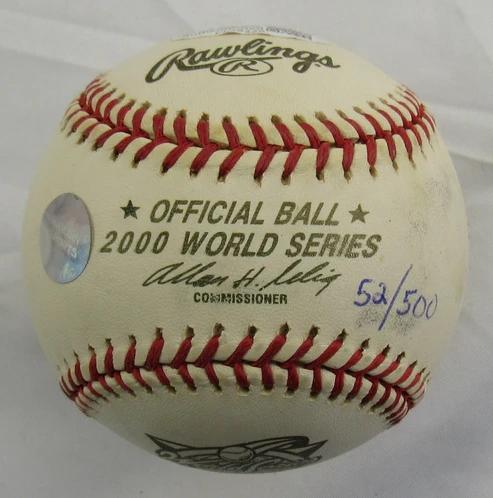 Rawlings
®
★ OFFICIAL BALL ★
2000 WORLD SERIES
Allan H. Selig
COMMISSIONER
52/500